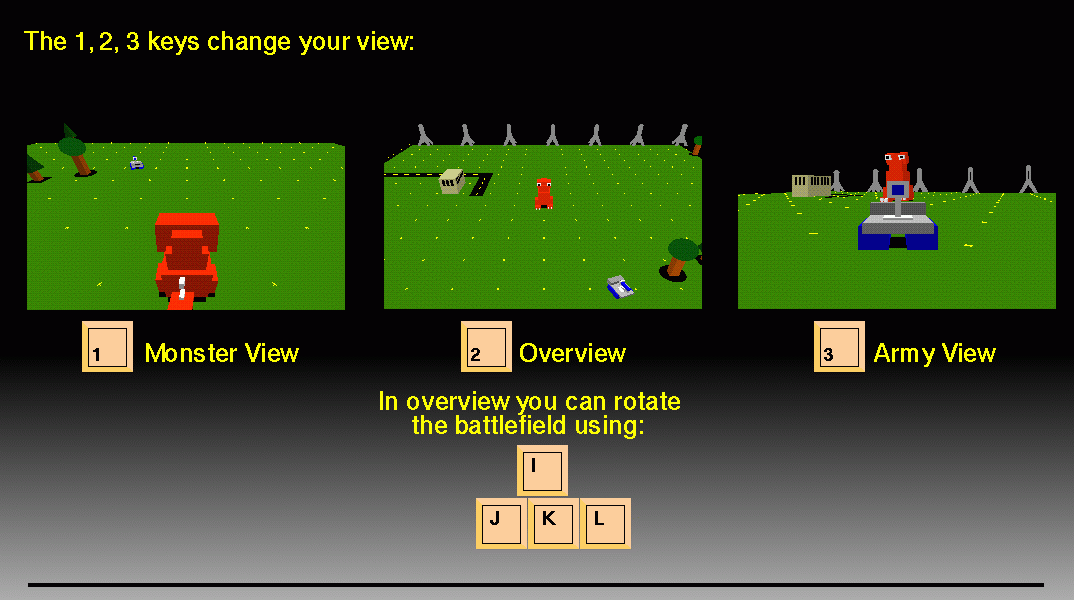 The 1, 2, 3 keys change your view:
1 Monster View
2 Overview
3 Army View
In overview you can rotate
the battlefield using:
I
J K L